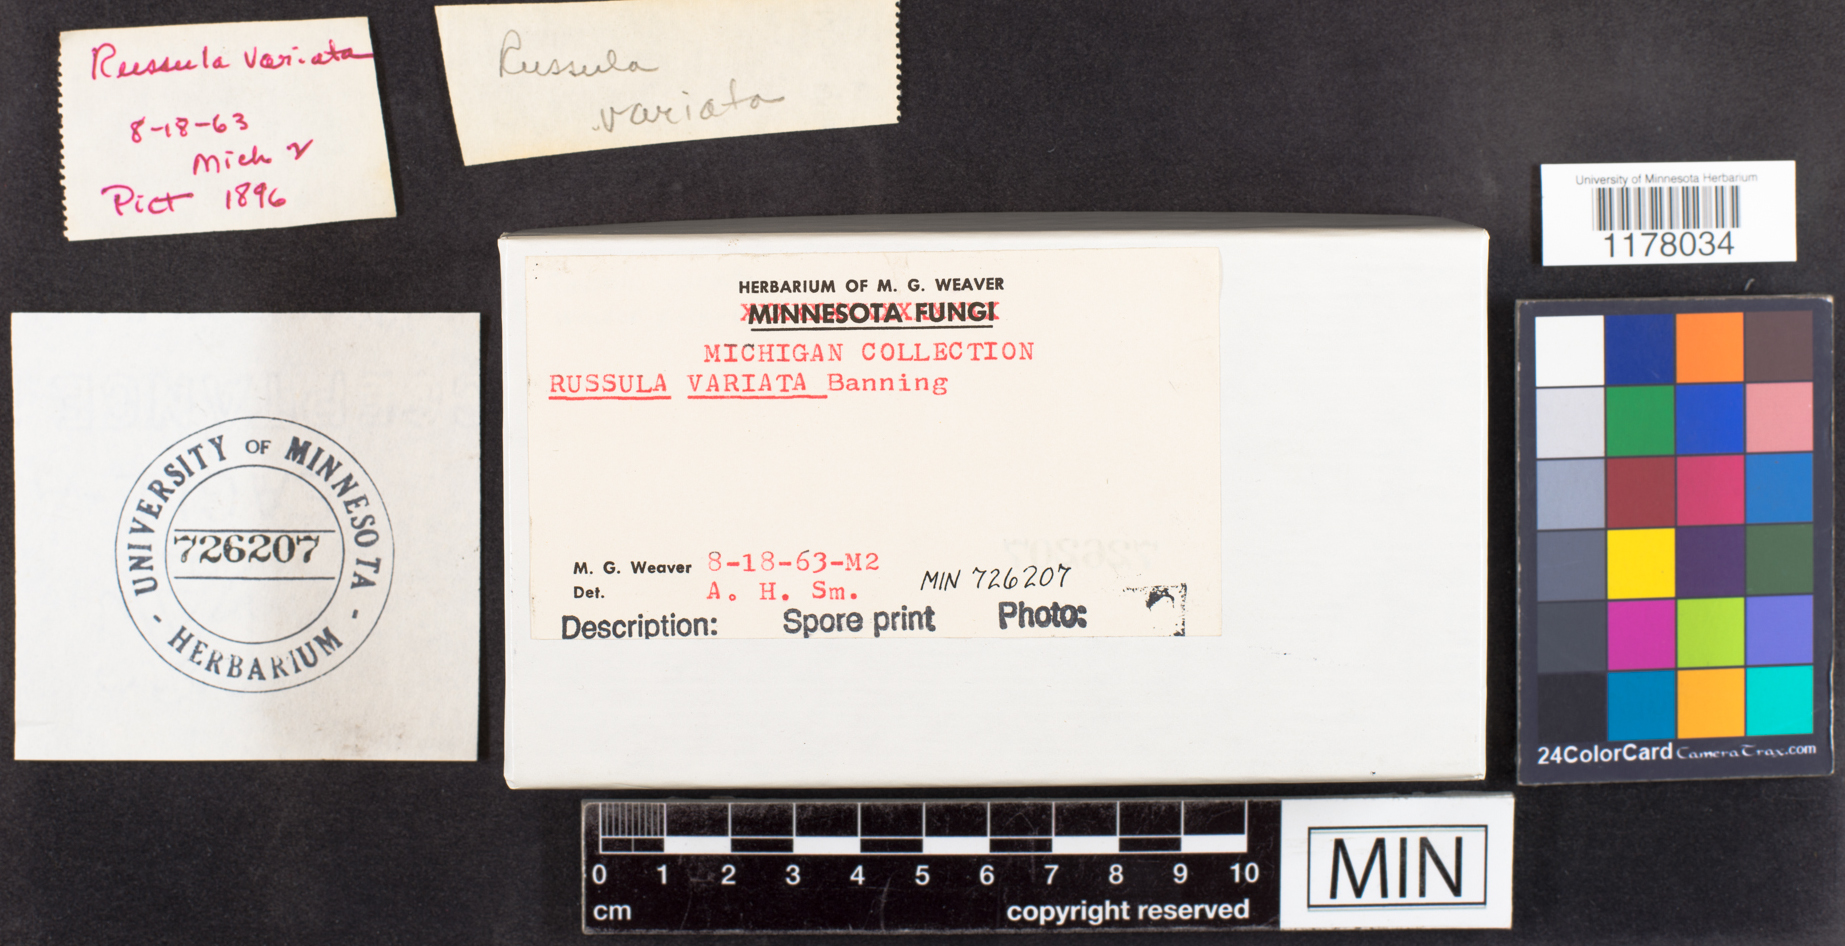 Russula variata
8-18-63
Mich 2
Pict 1896
Russula
variata
University of Minnesota Herbarium
1178034
HERBARIUM OF M. G. WEAVER
MINNESOTA FUNGI
MICHIGAN COLLECTION
RUSSULA VARIATA Banning
M. G. Weaver 8-18-63-M2
Det. A. H. Sm.
MIN 726207
Description: Spore print Photo:
UNIVERSITY OF MINNESOTA
726207
- HERBARIUM -
24ColorCard CameraTrax.com
0 1 2 3 4 5 6 7 8 9 10
cm copyright reserved
MIN